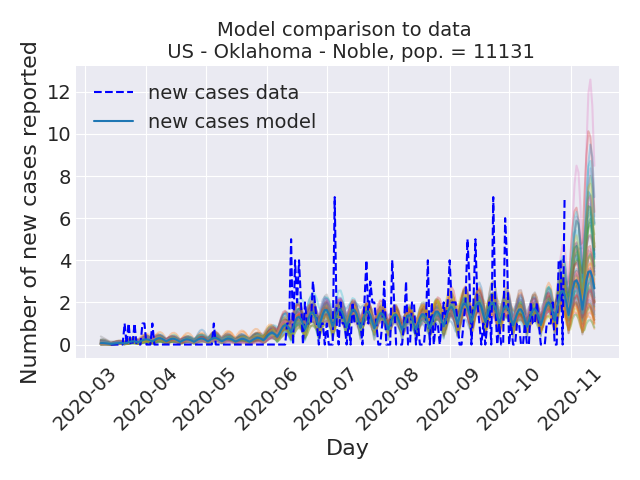 Model comparison to data
US - Oklahoma - Noble, pop. = 11131
Number of new cases reported
12
10
8
6
4
2
0
new cases data
new cases model
2020-03
2020-04
2020-05
2020-06
2020-07
2020-08
2020-09
2020-10
2020-11
Day